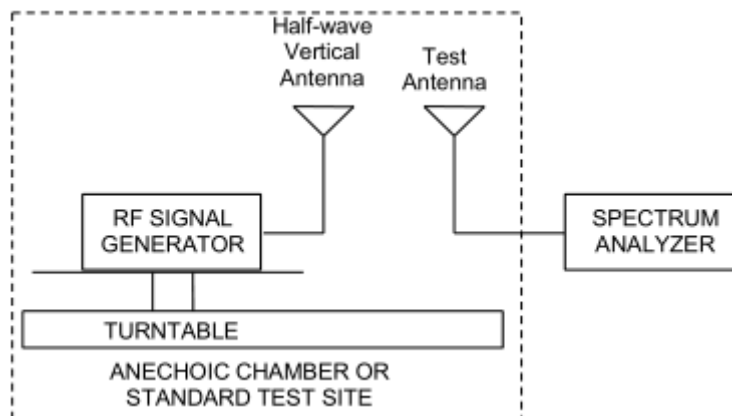 Half-wave
Vertical
Antenna
Test
Antenna
RF SIGNAL
GENERATOR
SPECTRUM
ANALYZER
TURNTABLE
ANECHOIC CHAMBER OR
STANDARD TEST SITE